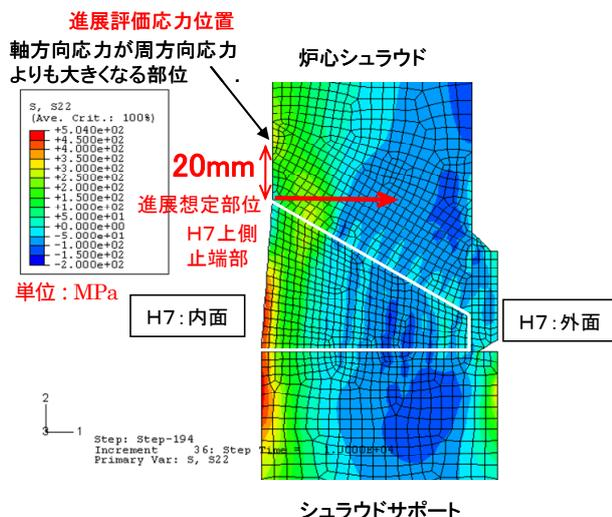 進展評価応力位置
軸方向応力が周方向応力
よりも大きくなる部位
炉心シュラウド
S, S22
(Ave. Crit.: 100%)
+5.040e+02
+4.500e+02
+4.000e+02
+3.500e+02
+2.500e+02
+2.000e+02
+1.500e+02
+1.000e+02
+5.000e+01
+0.000e+00
-5.000e+01
-1.000e+02
-1.500e+02
-2.000e+02
20mm
進展想定部位
H7上側
止端部
単位：MPa
H7：内面
H7：外面
2
3 1
Step: Step-194
Increment 36: Step Time =
Primary Var: S, S22
シュラウドサポート